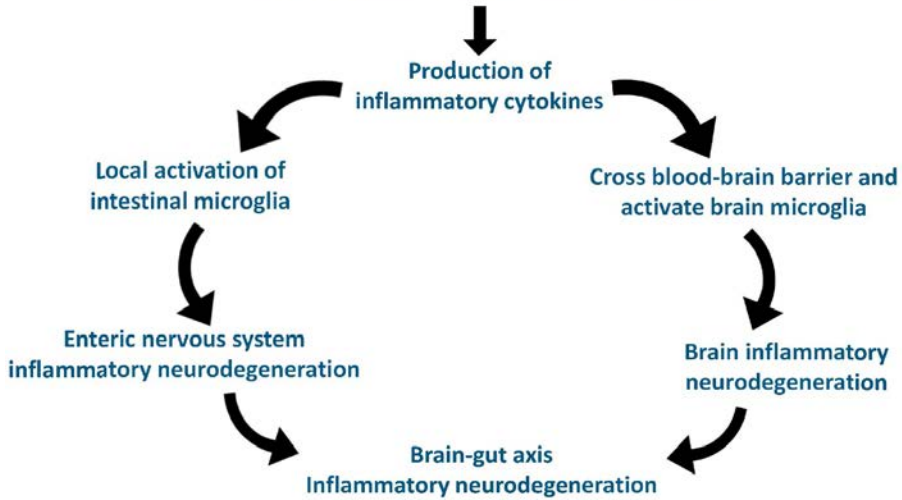 Production of
inflammatory cytokines
Local activation of
intestinal microglia
Cross blood-brain barrier and
activate brain microglia
Enteric nervous system
inflammatory neurodegeneration
Brain inflammatory
neurodegeneration
Brain-gut axis
Inflammatory neurodegeneration